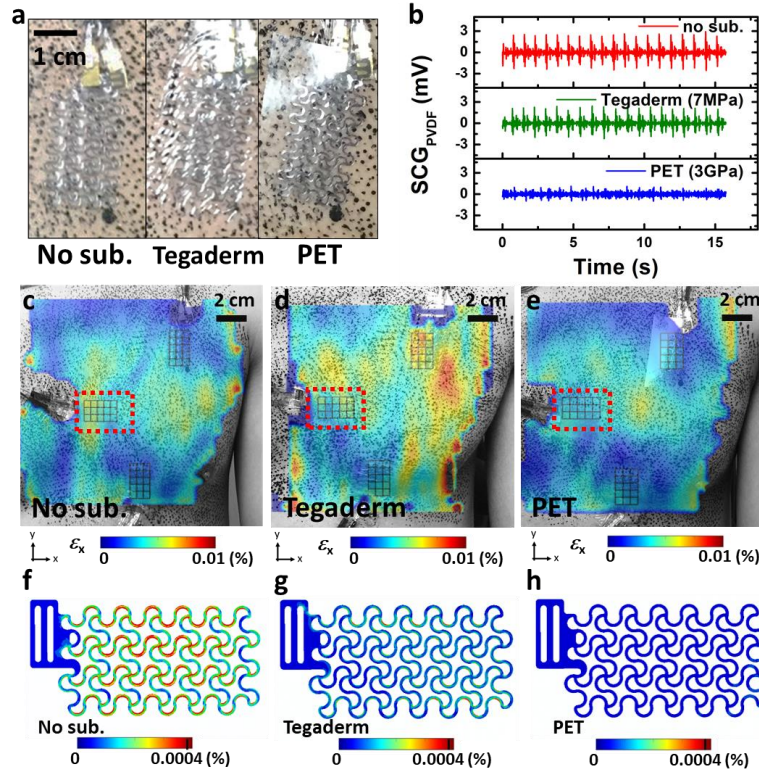 a
1 cm
No sub.
Tegaderm
PET
b
SCG_PVDF (mV)
3
0
-3
no sub.
3
0
-3
Tegaderm (7MPa)
3
0
-3
PET (3GPa)
0 5 10 15
Time (s)
c
2 cm
No sub.
d
2 cm
Tegaderm
e
2 cm
PET
y
x
εx
0
0.01 (%)
y
x
εx
0
0.01 (%)
y
x
εx
0
0.01 (%)
f
No sub.
0
0.0004 (%)
g
Tegaderm
0
0.0004 (%)
h
PET
0
0.0004 (%)